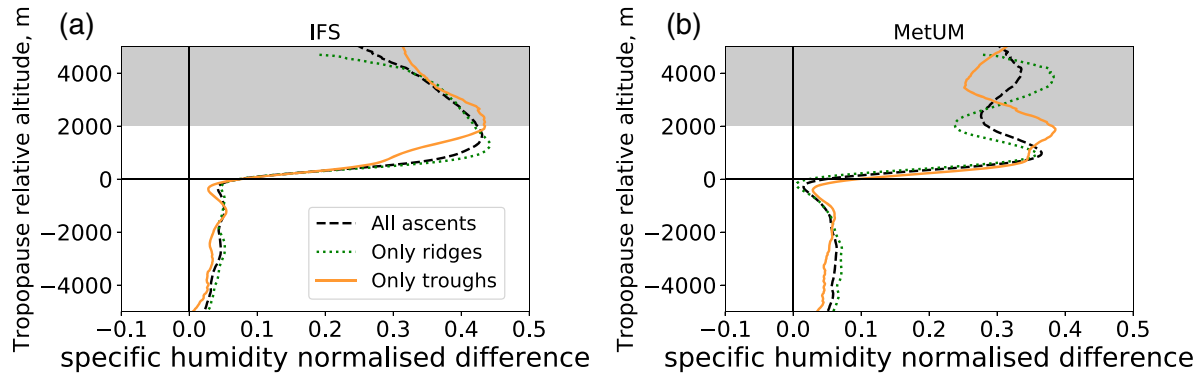 (a)
IFS
Tropopause relative altitude, m
4000
2000
0
−2000
−4000
All ascents
Only ridges
Only troughs
−0.1
0.0
0.1
0.2
0.3
0.4
0.5
specific humidity normalised difference
(b)
MetUM
Tropopause relative altitude, m
4000
2000
0
−2000
−4000
−0.1
0.0
0.1
0.2
0.3
0.4
0.5
specific humidity normalised difference